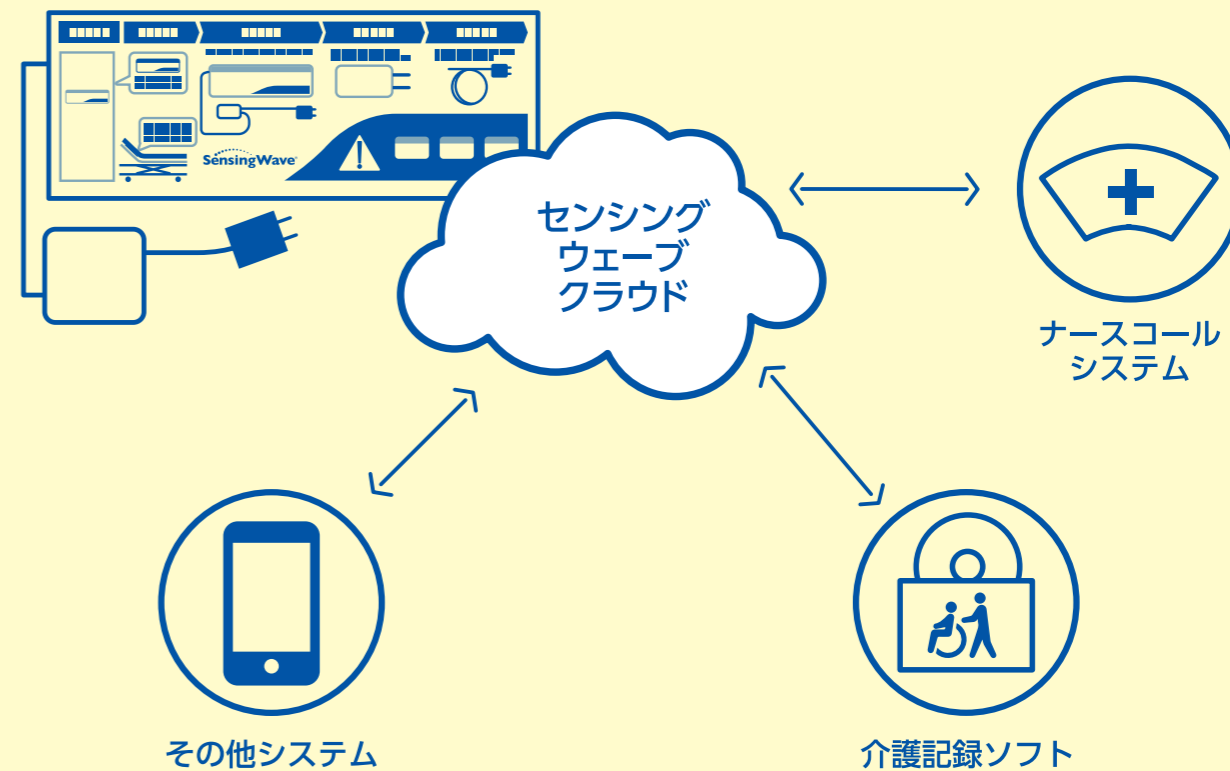 SensingWave
センシング
ウェーブ
クラウド
ナースコール
システム
その他システム
介護記録ソフト